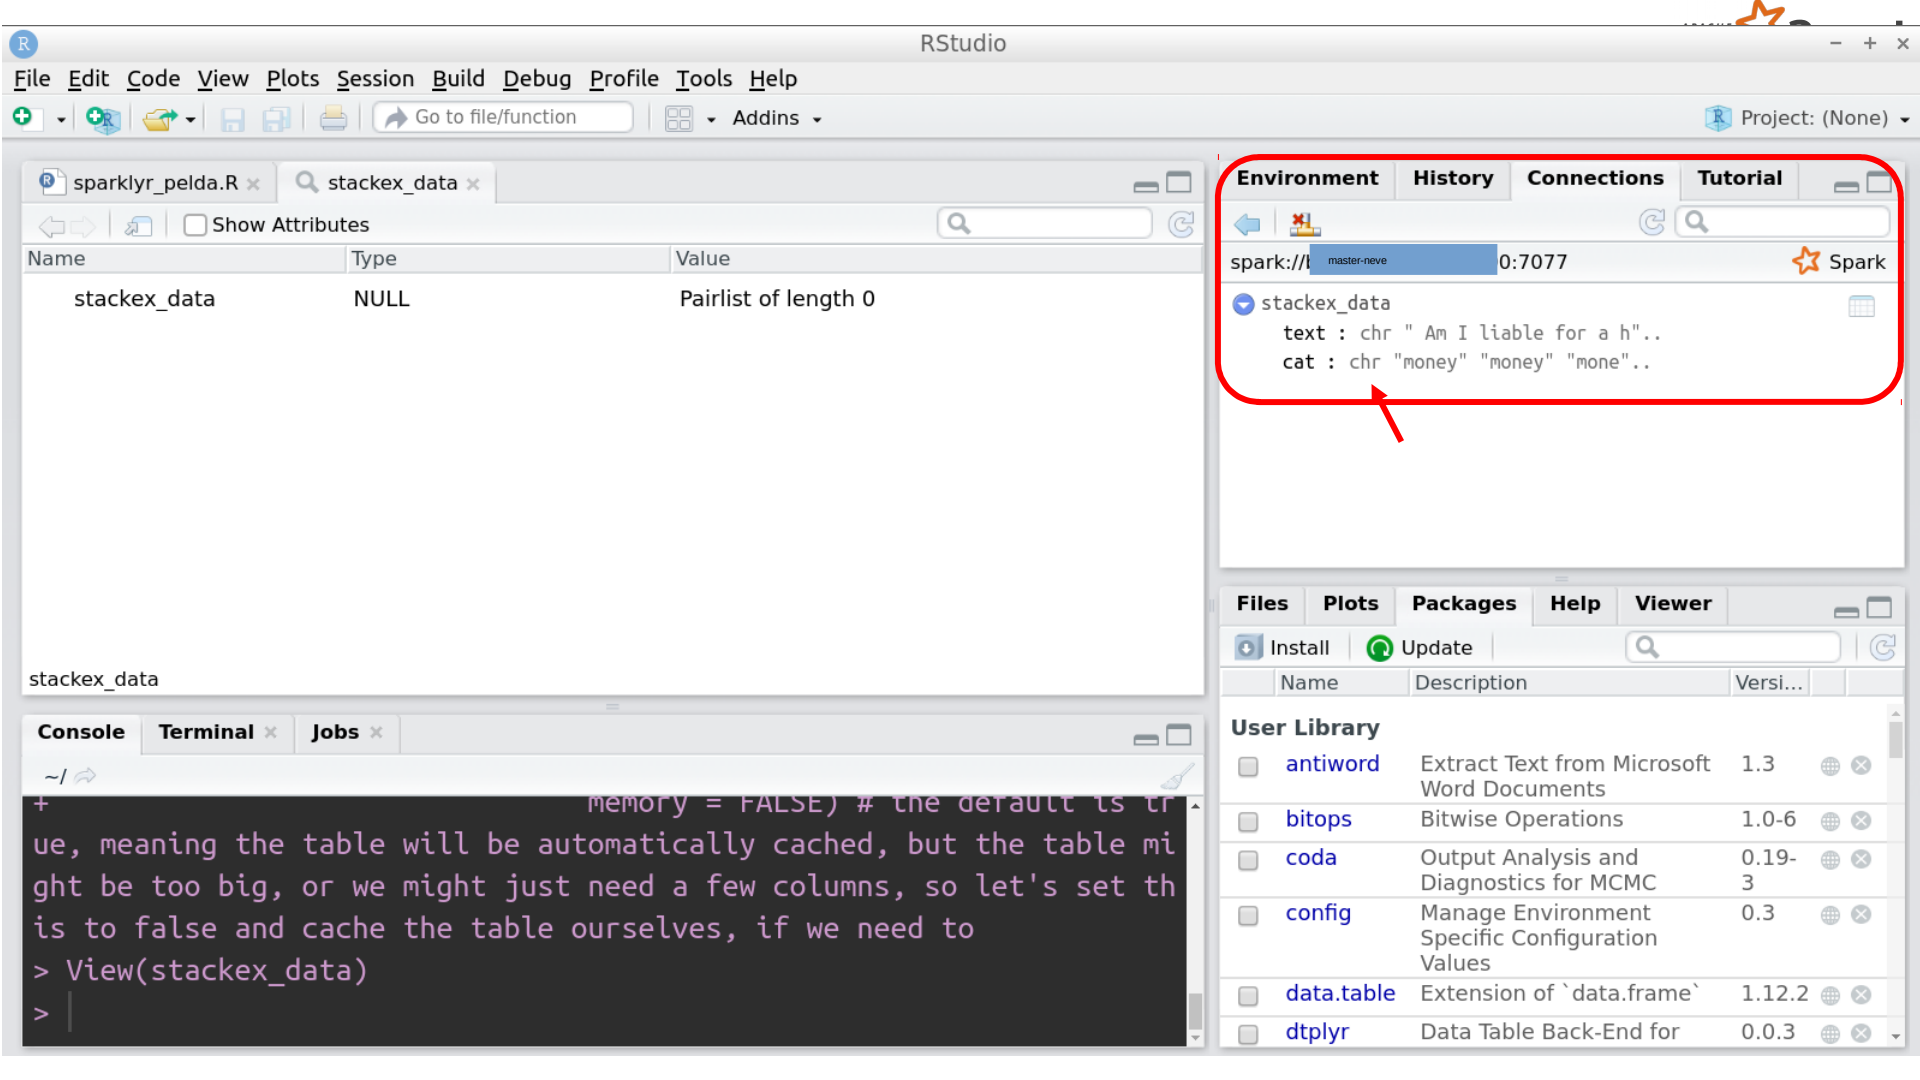 RStudio
File Edit Code View Plots Session Build Debug Profile Tools Help
Go to file/function
Addins
Project: (None)
sparklyr_pelda.R
stackex_data
Show Attributes
Name Type Value
stackex_data NULL Pairlist of length 0
stackex_data
Environment History Connections Tutorial
spark:// master-neve 0:7077 Spark
stackex_data
text : chr " Am I liable for a h"..
cat : chr "money" "money" "mone"..
Console Terminal Jobs
~/
+ memory = FALSE) # the default is tr
ue, meaning the table will be automatically cached, but the table mi
ght be too big, or we might just need a few columns, so let's set th
is to false and cache the table ourselves, if we need to
> View(stackex_data)
>
Files Plots Packages Help Viewer
Install Update
Name Description Versi...
User Library
antiword Extract Text from Microsoft 1.3
Word Documents
bitops Bitwise Operations 1.0-6
coda Output Analysis and 0.19-
Diagnostics for MCMC 3
config Manage Environment 0.3
Specific Configuration
Values
data.table Extension of `data.frame` 1.12.2
dtplyr Data Table Back-End for 0.0.3